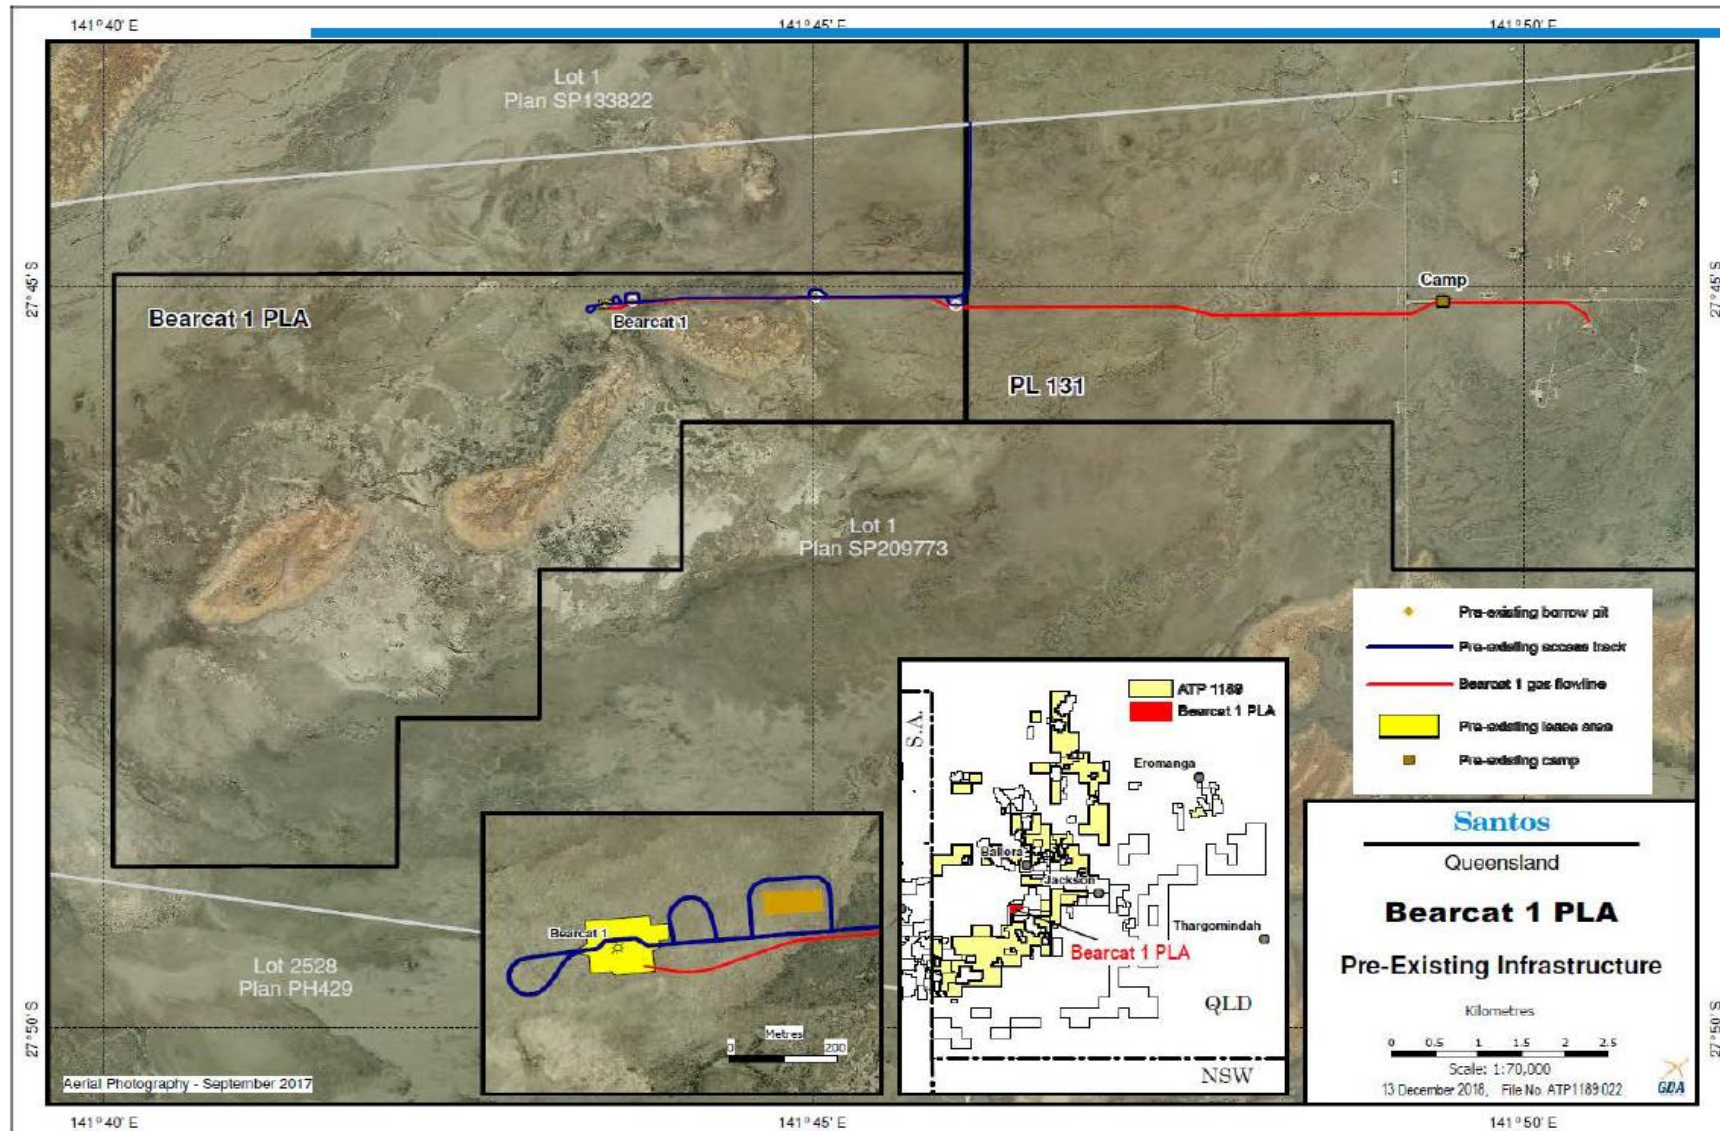 141° 40' E
141° 45' E
141° 50' E
Lot 1
Plan SP133822
27° 45' S
27° 45' S
Camp
Bearcat 1 PLA
Bearcat 1
PL 131
Lot 1
Plan SP209773
Pre-existing borrow pit
Pre-existing access track
Bearcat 1 gas flowline
Pre-existing lease area
Pre-existing camp
ATP 1189
Bearcat 1 PLA
S.A.
Eromanga
Ballera
Jackson
Thargomindah
Bearcat 1 PLA
QLD
NSW
Santos
Queensland
Bearcat 1 PLA
Pre-Existing Infrastructure
Kilometres
0 0.5 1 1.5 2 2.5
Scale: 1:70,000
13 December 2018, File No. ATP1189 022
GDA
Bearcat 1
Metres
0 200
Lot 2528
Plan PH429
27° 50' S
27° 50' S
Aerial Photography - September 2017
141° 40' E
141° 45' E
141° 50' E